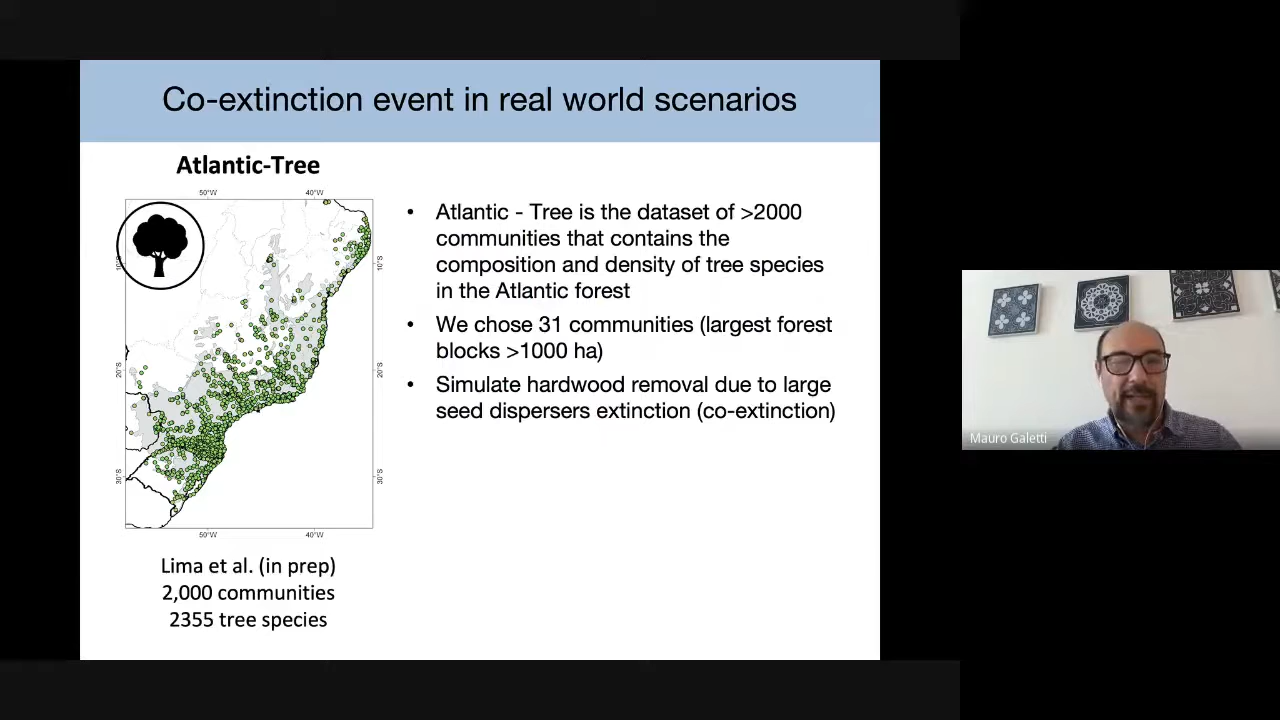 Co-extinction event in real world scenarios
Atlantic-Tree
50°W 40°W
10°S 10°S
20°S 20°S
30°S 30°S
50°W 40°W
Lima et al. (in prep)
2,000 communities
2355 tree species
• Atlantic - Tree is the dataset of >2000
communities that contains the
composition and density of tree species
in the Atlantic forest
• We chose 31 communities (largest forest
blocks >1000 ha)
• Simulate hardwood removal due to large
seed dispersers extinction (co-extinction)
Mauro Galetti